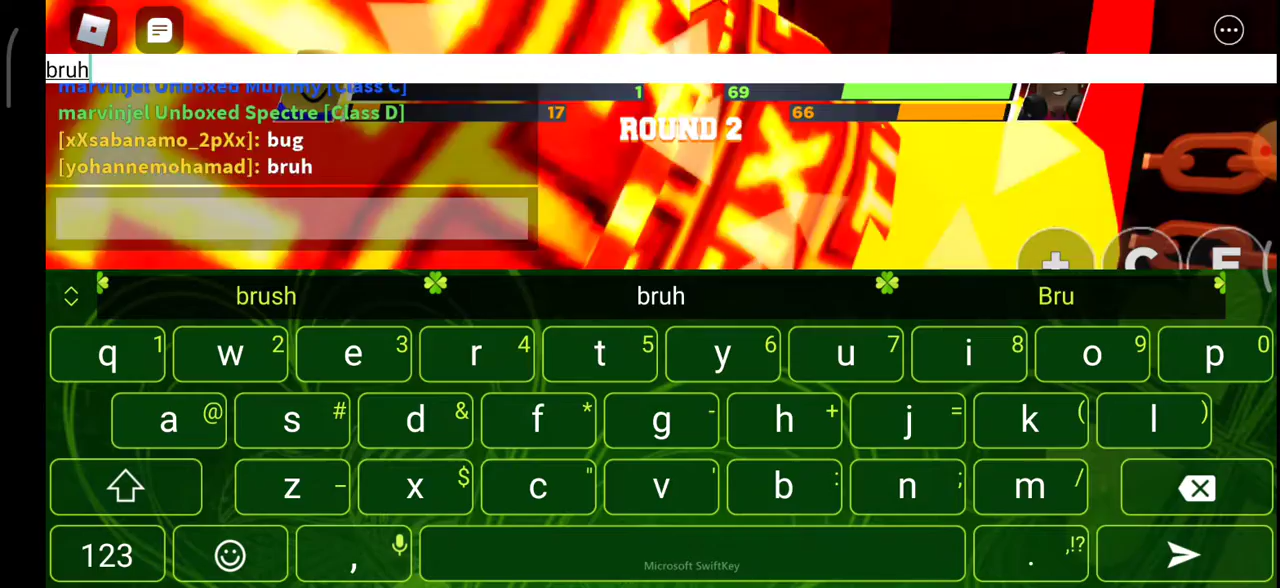 bruh
marvinjel Unboxed Mummy [Class C]
1 69
marvinjel Unboxed Spectre [Class D]
17 66
ROUND 2
[xXsabanamo_2pXx]: bug
[yohannemohamad]: bruh
+ C F
brush bruh Bru
q 1 w 2 e 3 r 4 t 5 y 6 u 7 i 8 o 9 p 0
a @ s # d & f * g - h + j = k ( l )
z _ x $ c " v ' b : n ; m /
123 , Microsoft SwiftKey . ,!?